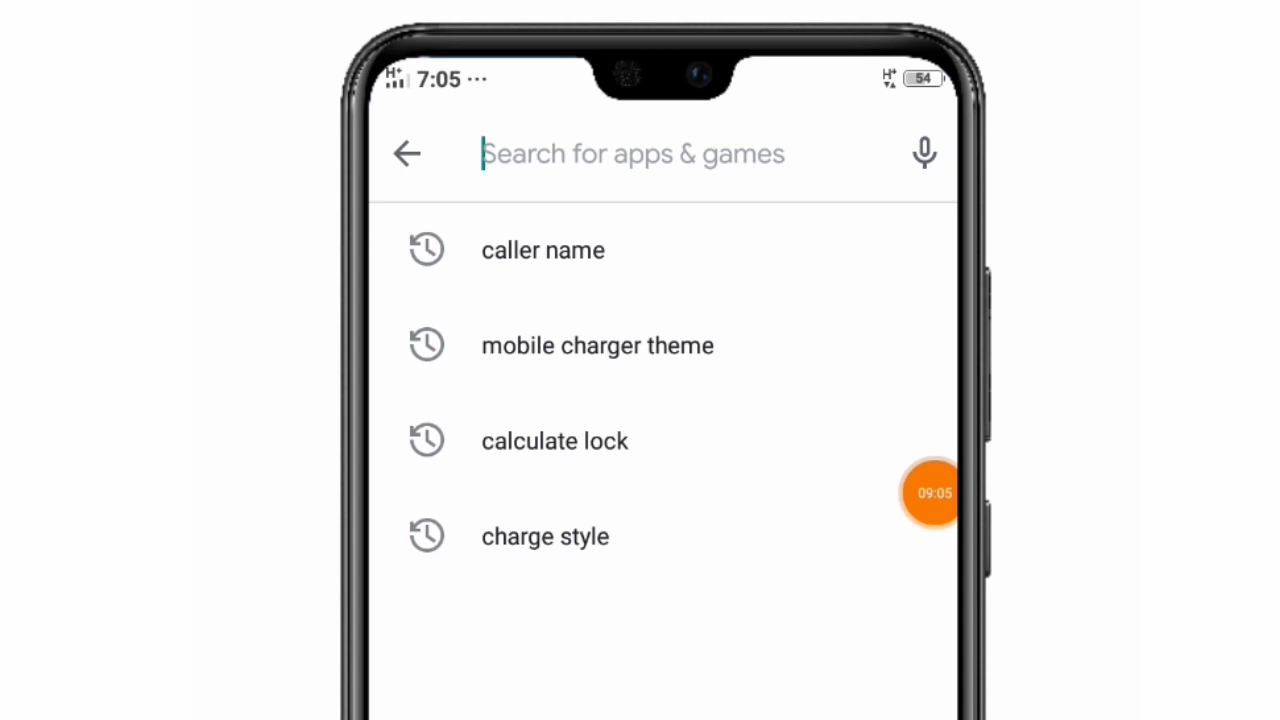 H+ 7:05 ··· H+ 54
Search for apps & games
caller name
mobile charger theme
calculate lock
09:05
charge style